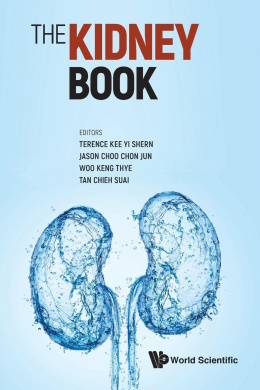 THE KIDNEY
BOOK
EDITORS
TERENCE KEE YI SHERN
JASON CHOO CHON JUN
WOO KENG THYE
TAN CHIEH SUAI
World Scientific